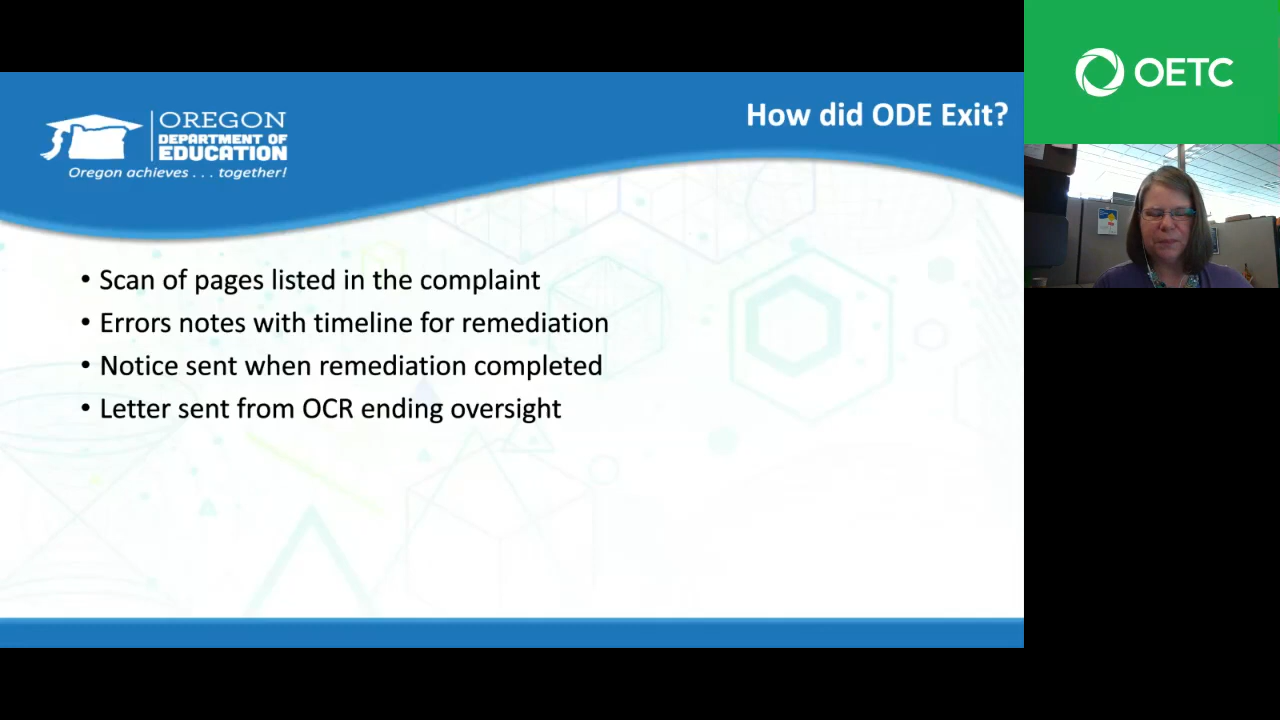 OREGON
DEPARTMENT OF
EDUCATION
Oregon achieves . . . together!
How did ODE Exit?
• Scan of pages listed in the complaint
• Errors notes with timeline for remediation
• Notice sent when remediation completed
• Letter sent from OCR ending oversight
OETC